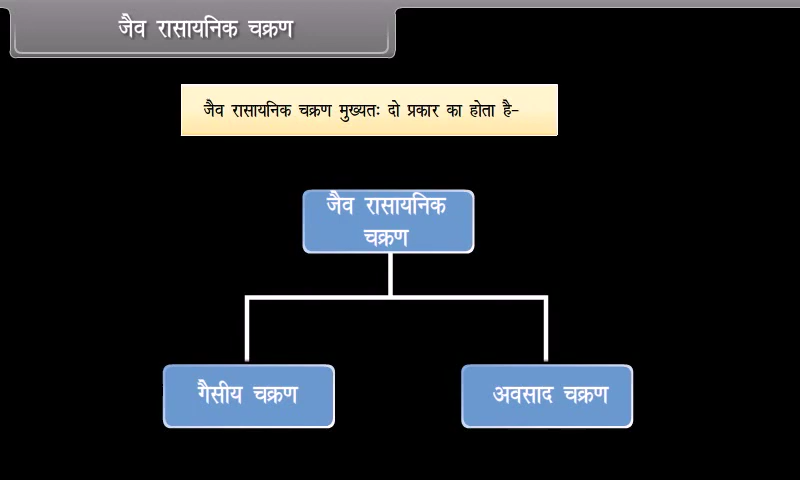 जैव रासायनिक चक्रण
जैव रासायनिक चक्रण मुख्यतः दो प्रकार का होता है-
जैव रासायनिक
चक्रण
गैसीय चक्रण
अवसाद चक्रण